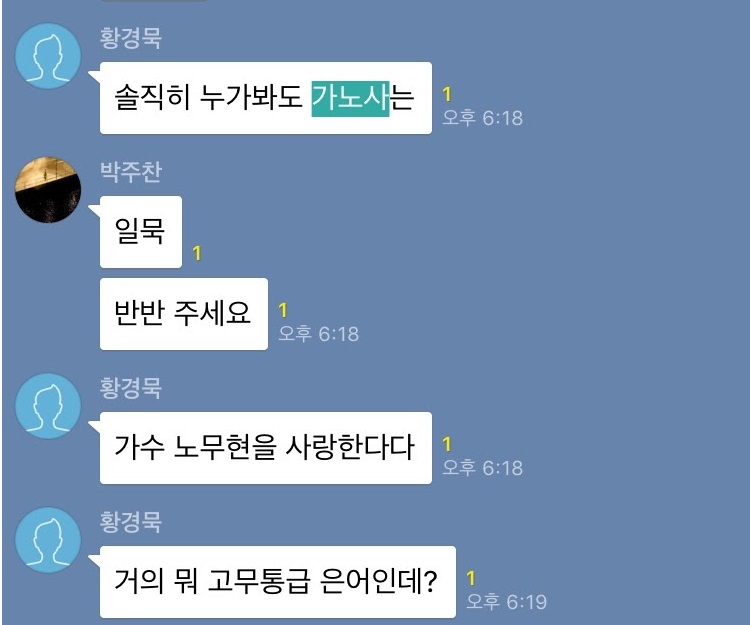 황경묵
솔직히 누가봐도 가노사는
1
오후 6:18
박주찬
일묵
1
반반 주세요
1
오후 6:18
황경묵
가수 노무현을 사랑한다다
1
오후 6:18
황경묵
거의 뭐 고무통급 은어인데?
1
오후 6:19